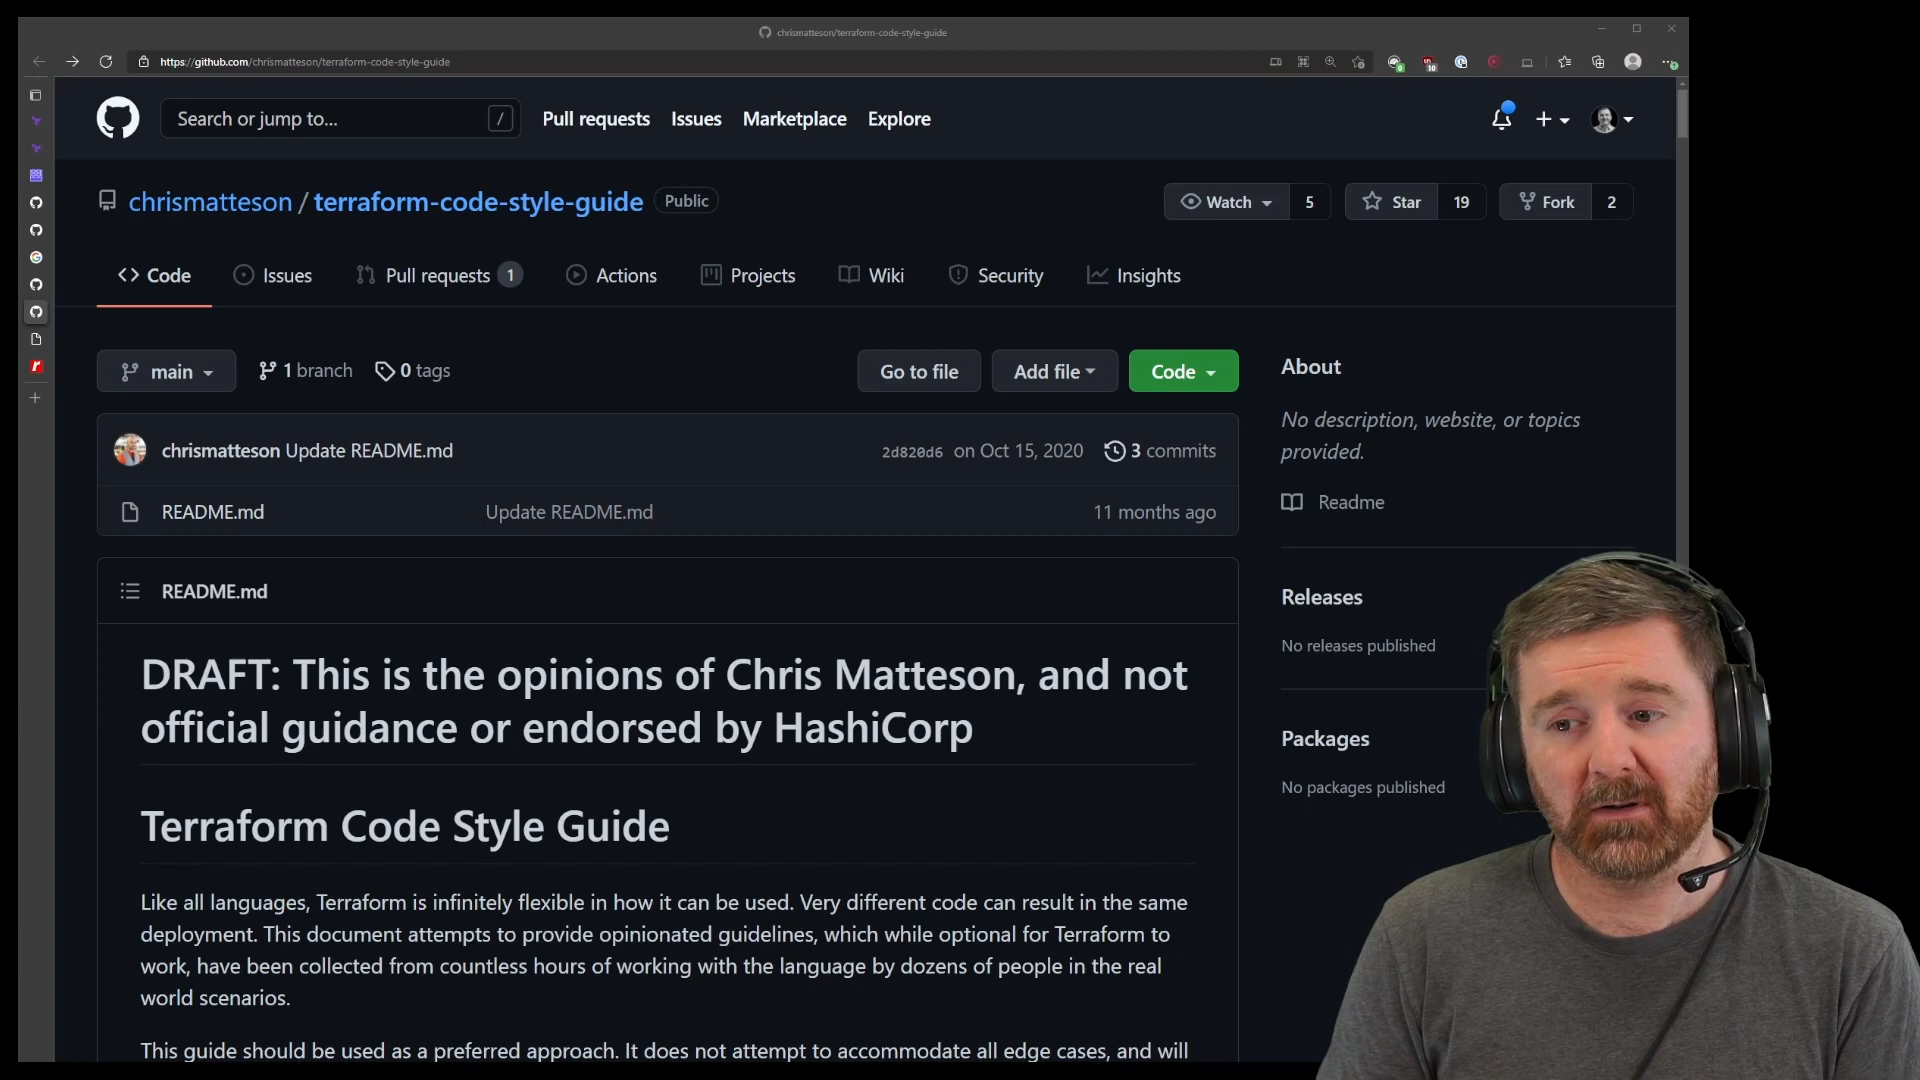 chrismatteson/terraform-code-style-guide
https://github.com/chrismatteson/terraform-code-style-guide
0
10
Search or jump to...
/
Pull requests
Issues
Marketplace
Explore
chrismatteson / terraform-code-style-guide
Public
Watch
5
Star
19
Fork
2
Code
Issues
Pull requests 1
Actions
Projects
Wiki
Security
Insights
main
1 branch
0 tags
Go to file
Add file
Code
chrismatteson Update README.md
2d820d6 on Oct 15, 2020
3 commits
README.md
Update README.md
11 months ago
README.md
DRAFT: This is the opinions of Chris Matteson, and not
official guidance or endorsed by HashiCorp
Terraform Code Style Guide
Like all languages, Terraform is infinitely flexible in how it can be used. Very different code can result in the same
deployment. This document attempts to provide opinionated guidelines, which while optional for Terraform to
work, have been collected from countless hours of working with the language by dozens of people in the real
world scenarios.
This guide should be used as a preferred approach. It does not attempt to accommodate all edge cases, and will
About
No description, website, or topics
provided.
Readme
Releases
No releases published
Packages
No packages published